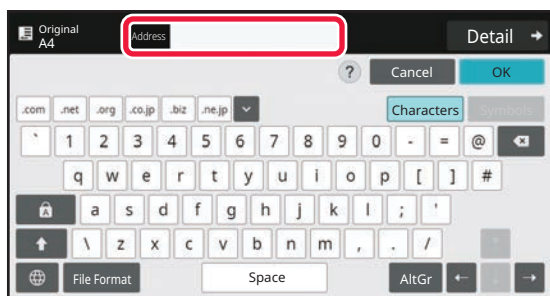 Original
A4
Address
Detail
? Cancel OK
.com .net .org .co.jp .biz .ne.jp Characters Symbols
` 1 2 3 4 5 6 7 8 9 0 - = @
q w e r t y u i o p [ ] #
A a s d f g h j k l ; '
\ z x c v b n m , . /
File Format Space AltGr